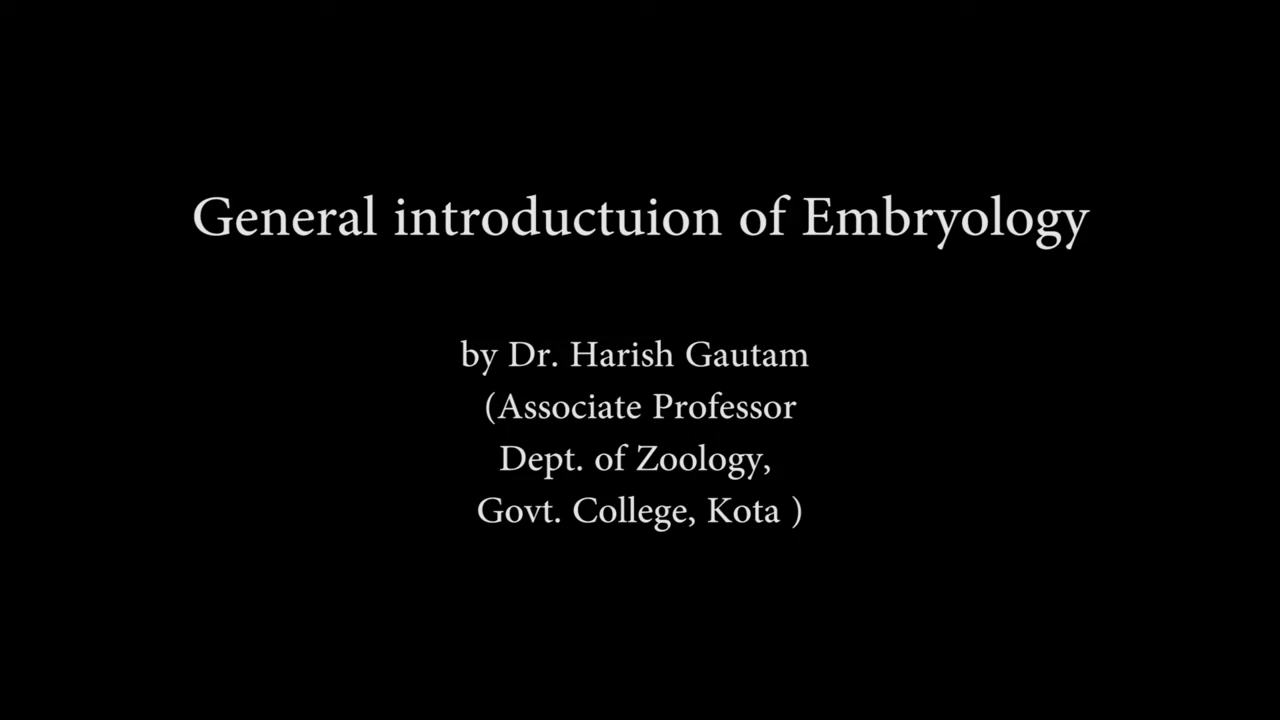 General introductuion of Embryology
by Dr. Harish Gautam
(Associate Professor
Dept. of Zoology,
Govt. College, Kota )